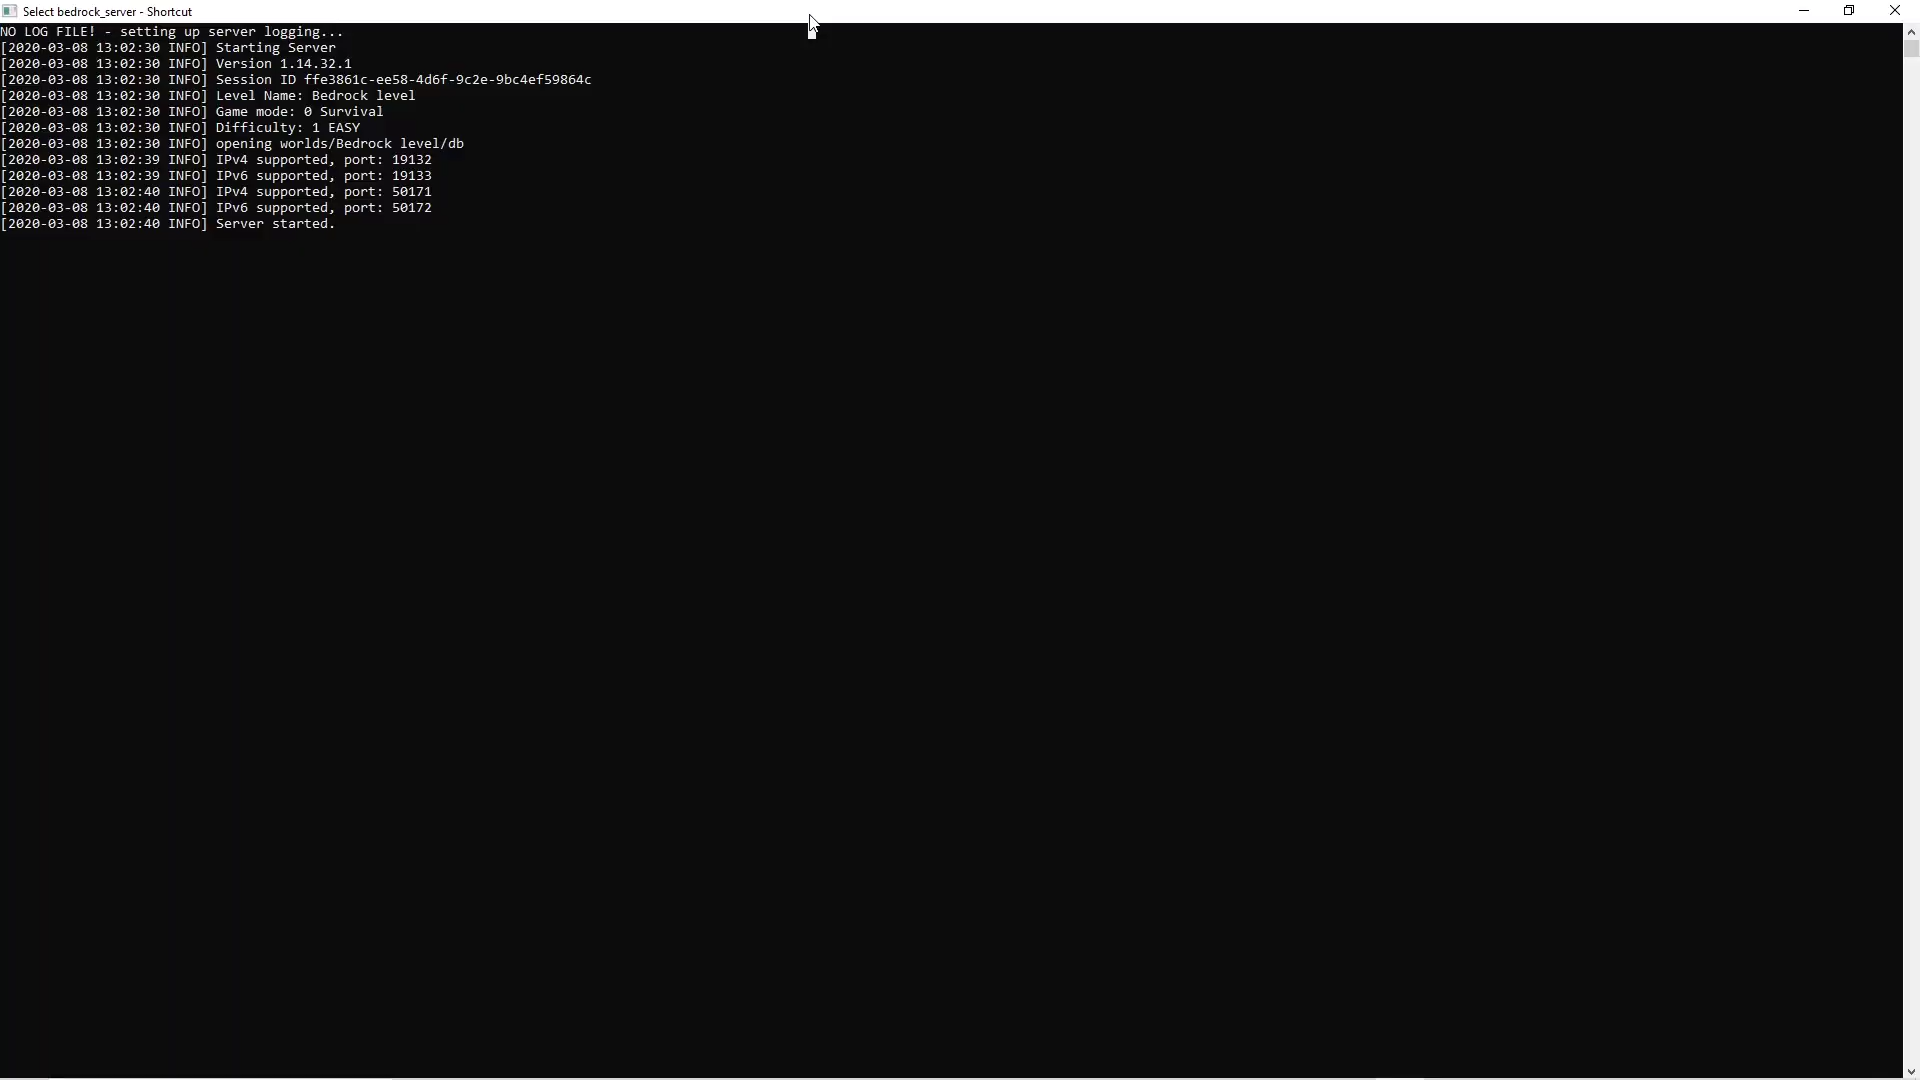 Select bedrock_server - Shortcut
NO LOG FILE! - setting up server logging...
[2020-03-08 13:02:30 INFO] Starting Server
[2020-03-08 13:02:30 INFO] Version 1.14.32.1
[2020-03-08 13:02:30 INFO] Session ID ffe3861c-ee58-4d6f-9c2e-9bc4ef59864c
[2020-03-08 13:02:30 INFO] Level Name: Bedrock level
[2020-03-08 13:02:30 INFO] Game mode: 0 Survival
[2020-03-08 13:02:30 INFO] Difficulty: 1 EASY
[2020-03-08 13:02:30 INFO] opening worlds/Bedrock level/db
[2020-03-08 13:02:39 INFO] IPv4 supported, port: 19132
[2020-03-08 13:02:39 INFO] IPv6 supported, port: 19133
[2020-03-08 13:02:40 INFO] IPv4 supported, port: 50171
[2020-03-08 13:02:40 INFO] IPv6 supported, port: 50172
[2020-03-08 13:02:40 INFO] Server started.